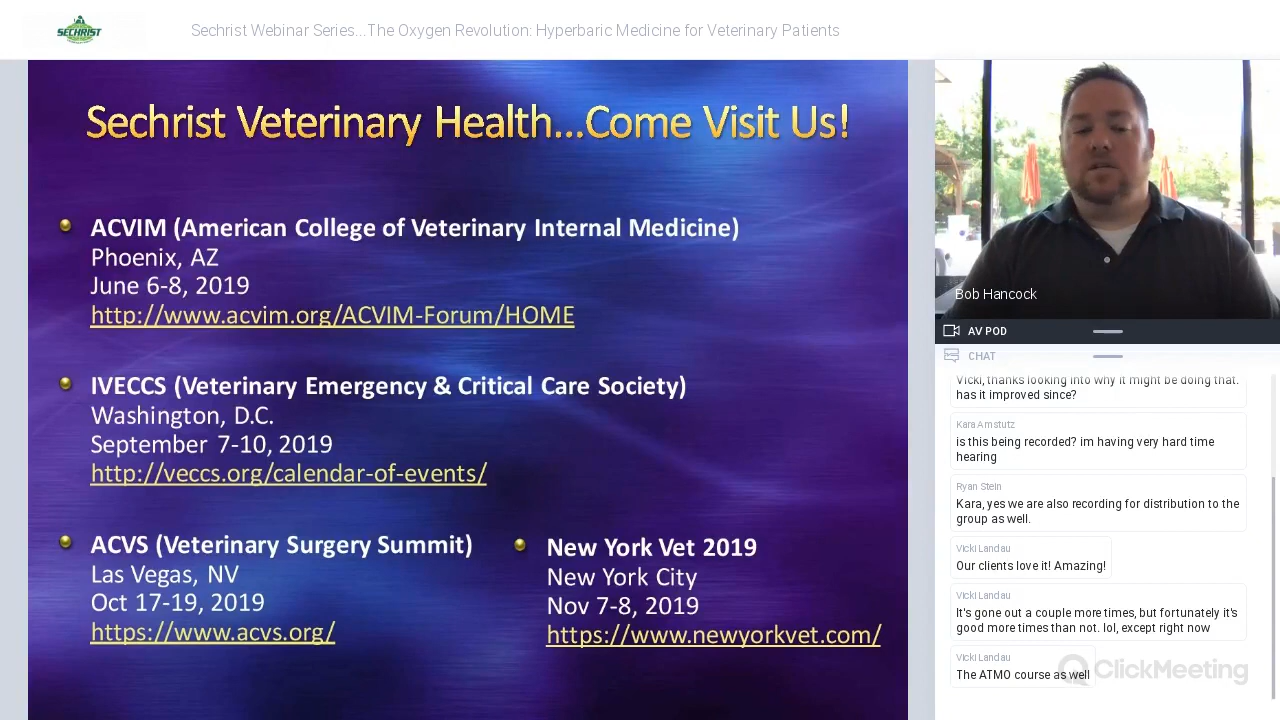 SECHRIST
Sechrist Webinar Series...The Oxygen Revolution: Hyperbaric Medicine for Veterinary Patients
Sechrist Veterinary Health...Come Visit Us!
ACVIM (American College of Veterinary Internal Medicine)
Phoenix, AZ
June 6-8, 2019
http://www.acvim.org/ACVIM-Forum/HOME
IVECCS (Veterinary Emergency & Critical Care Society)
Washington, D.C.
September 7-10, 2019
http://veccs.org/calendar-of-events/
ACVS (Veterinary Surgery Summit)
Las Vegas, NV
Oct 17-19, 2019
https://www.acvs.org/
New York Vet 2019
New York City
Nov 7-8, 2019
https://www.newyorkvet.com/
Bob Hancock
AV POD
CHAT
Vicki, thanks looking into why it might be doing that.
has it improved since?
Kara Amstutz
is this being recorded? im having very hard time
hearing
Ryan Stein
Kara, yes we are also recording for distribution to the
group as well.
Vicki Landau
Our clients love it! Amazing!
Vicki Landau
It's gone out a couple more times, but fortunately it's
good more times than not. lol, except right now
Vicki Landau
The ATMO course as well
ClickMeeting